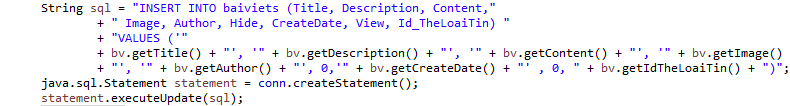 String sql = "INSERT INTO baiviets (Title, Description, Content,"
+ " Image, Author, Hide, CreateDate, View, Id_TheLoaiTin) "
+ "VALUES ('"
+ bv.getTitle() + "', '" + bv.getDescription() + "', '" + bv.getContent() + "', '" + bv.getImage()
+ "', '" + bv.getAuthor() + "', 0,'" + bv.getCreateDate() + "' , 0, " + bv.getIdTheLoaiTin() + ")";
java.sql.Statement statement = conn.createStatement();
statement.executeUpdate(sql);